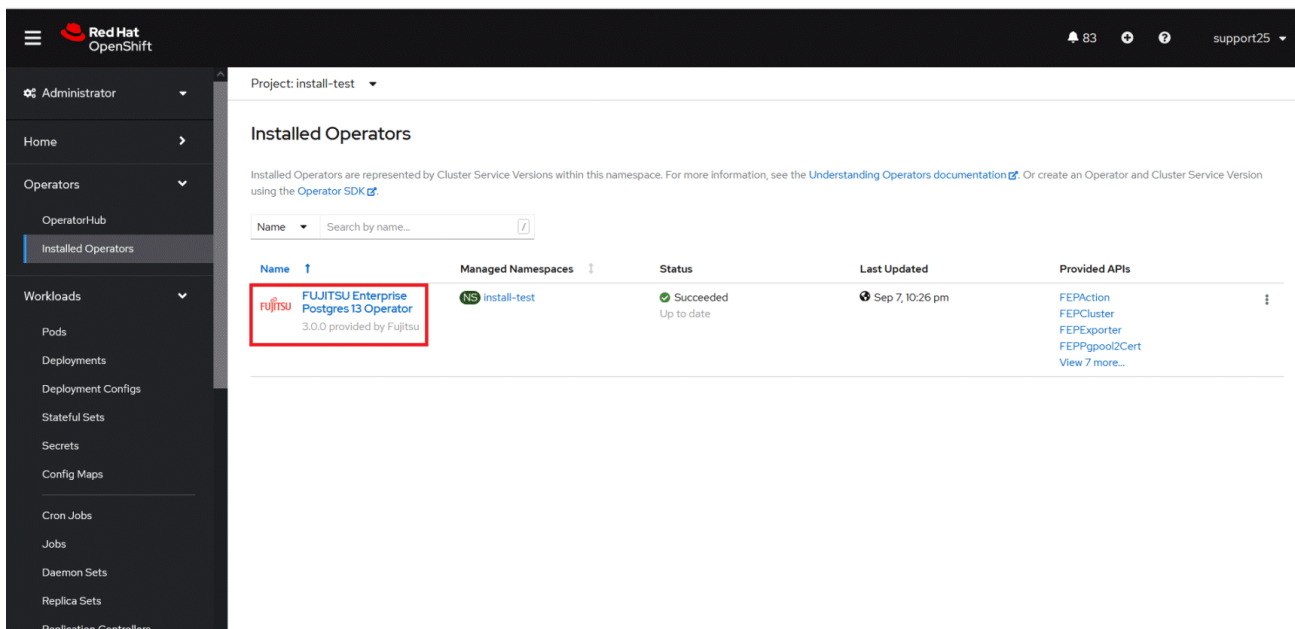 Red Hat
OpenShift
83
support25
Administrator
Home
Operators
OperatorHub
Installed Operators
Workloads
Pods
Deployments
Deployment Configs
Stateful Sets
Secrets
Config Maps
Cron Jobs
Jobs
Daemon Sets
Replica Sets
Replication Controllers
Project: install-test
Installed Operators
Installed Operators are represented by Cluster Service Versions within this namespace. For more information, see the Understanding Operators documentation. Or create an Operator and Cluster Service Version
using the Operator SDK.
Name Search by name... /
Name Managed Namespaces Status Last Updated Provided APIs
FUJITSU
FUJITSU Enterprise
Postgres 13 Operator
3.0.0 provided by Fujitsu
NS install-test
Succeeded
Up to date
Sep 7, 10:26 pm
FEPAction
FEPCluster
FEPExporter
FEPPgpool2Cert
View 7 more...